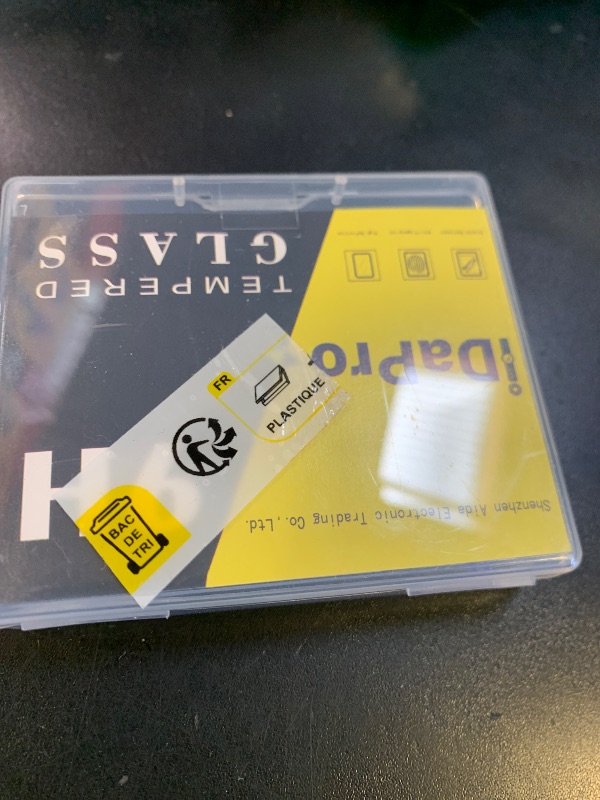 TEMPERED
GLASS
iDaPro
Shenzhen Aida Electronic Trading Co., Ltd.
H
FR
PLASTIQUE
BAC
DE
TRI